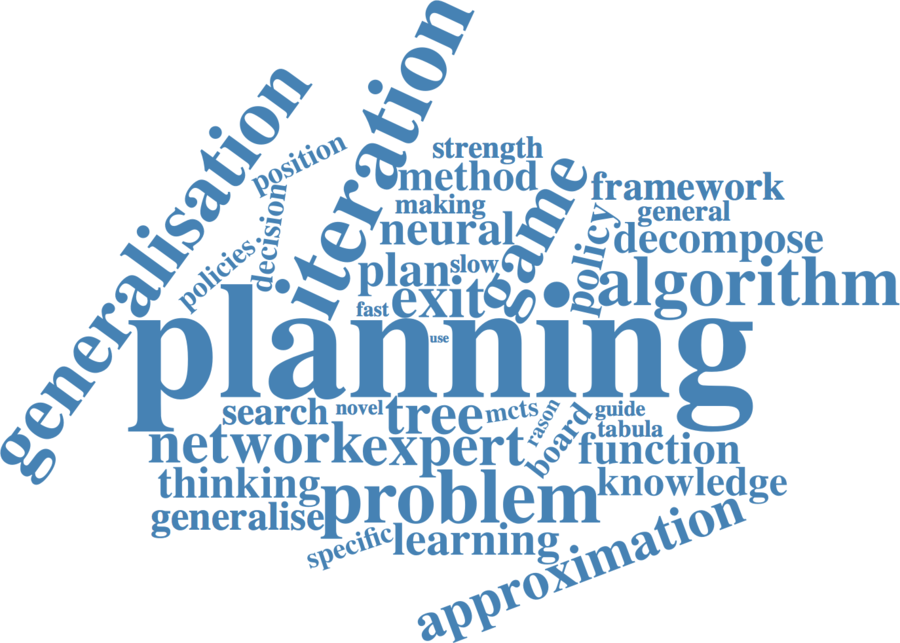 generalisation
iteration
position
strength
method
making
neural
game
framework
general
policy
decompose
algorithm
decision
policies
plan
slow
exit
fast
planning
use
search
novel
tree
mcts
rason
board
guide
tabula
network
expert
function
thinking
problem
knowledge
generalise
specific
learning
approximation